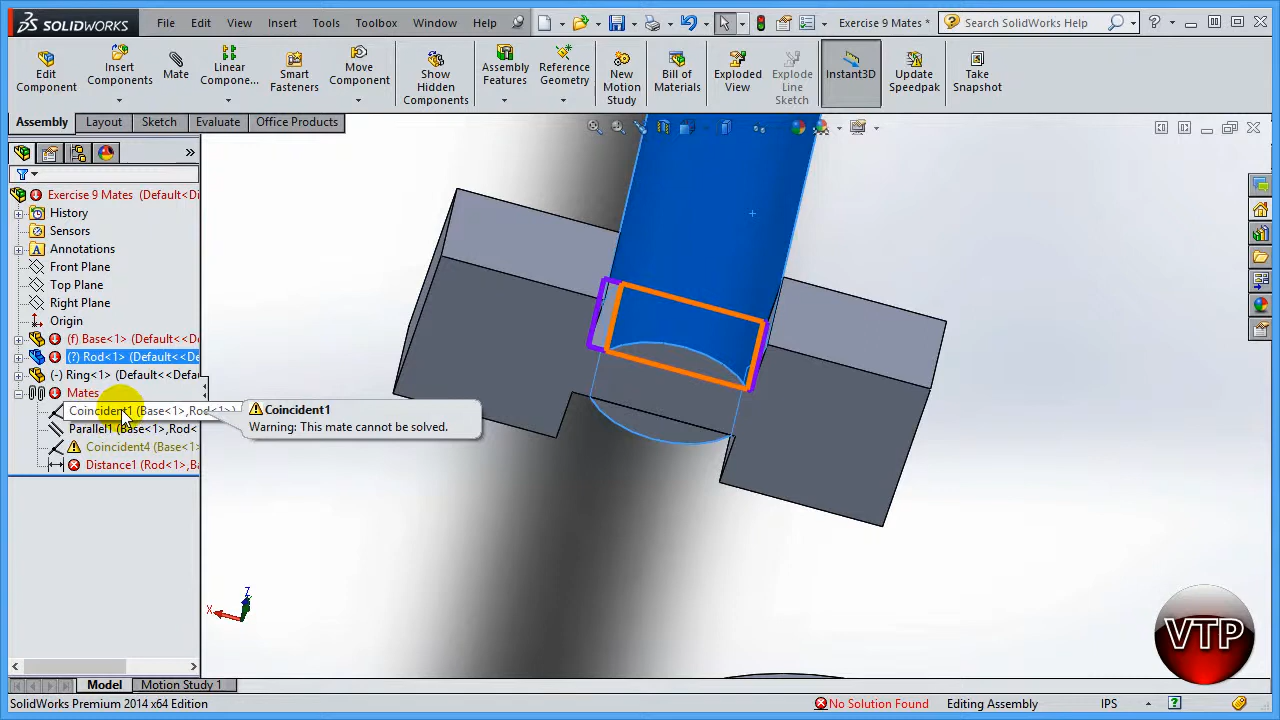 SOLIDWORKS File Edit View Insert Tools Toolbox Window Help Exercise 9 Mates * Search SolidWorks Help
Edit Component
Insert Components
Mate
Linear Compone...
Smart Fasteners
Move Component
Show Hidden Components
Assembly Features
Reference Geometry
New Motion Study
Bill of Materials
Exploded View
Explode Line Sketch
Instant3D
Update Speedpak
Take Snapshot
Assembly Layout Sketch Evaluate Office Products
Exercise 9 Mates (Default<Di
History
Sensors
Annotations
Front Plane
Top Plane
Right Plane
Origin
(f) Base<1> (Default<<De
(?) Rod<1> (Default<<De
(-) Ring<1> (Default<<Defau
Mates
Coincident1 (Base<1>,Rod<1>)
Coincident1
Warning: This mate cannot be solved.
Parallel1 (Base<1>,Rod<
Coincident4 (Base<1>
Distance1 (Rod<1>,Ba
Z
X
VTP
Model Motion Study 1
SolidWorks Premium 2014 x64 Edition No Solution Found Editing Assembly IPS